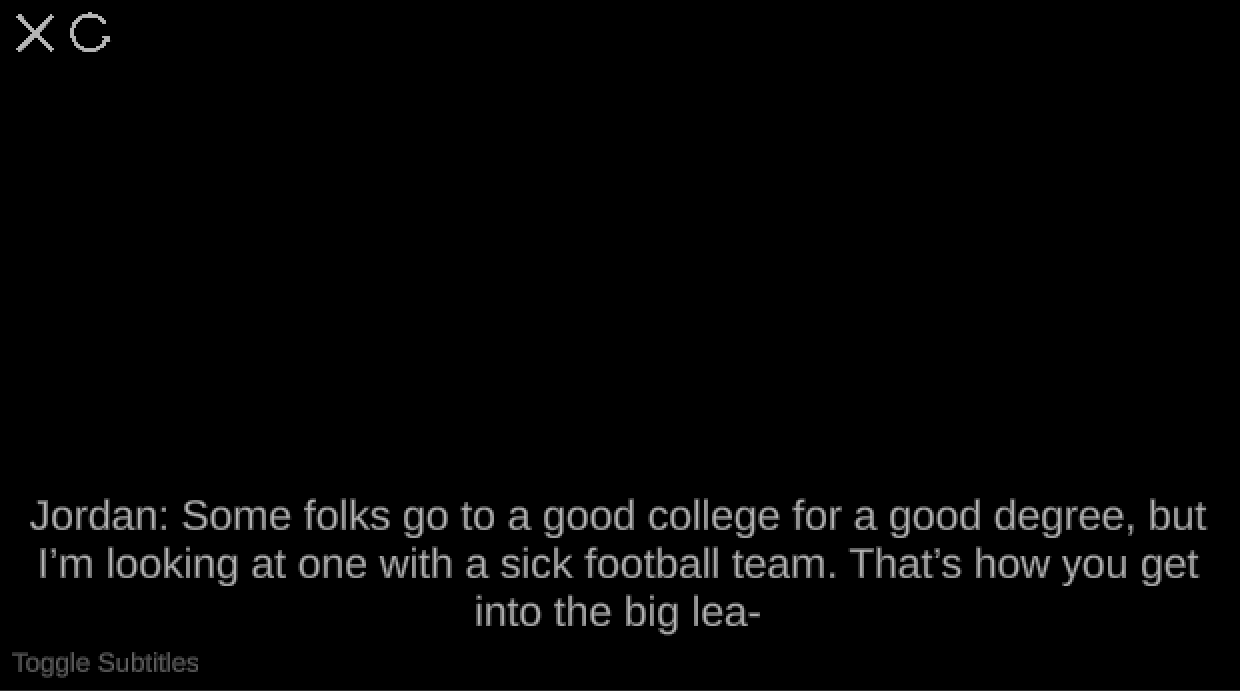 Jordan: Some folks go to a good college for a good degree, but
I’m looking at one with a sick football team. That’s how you get
into the big lea-
Toggle Subtitles